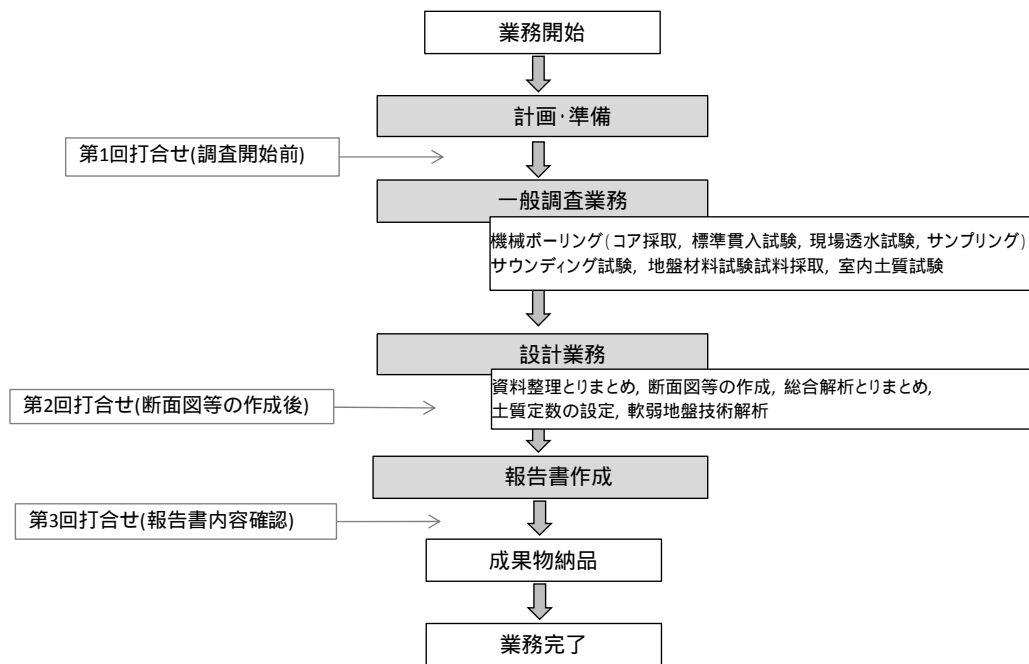 業務開始
計画・準備
第1回打合せ(調査開始前)
一般調査業務
機械ボーリング(コア採取, 標準貫入試験, 現場透水試験, サンプリング)
サウンディング試験, 地盤材料試験試料採取, 室内土質試験
設計業務
資料整理とりまとめ, 断面図等の作成, 総合解析とりまとめ,
土質定数の設定, 軟弱地盤技術解析
第2回打合せ(断面図等の作成後)
報告書作成
第3回打合せ(報告書内容確認)
成果物納品
業務完了